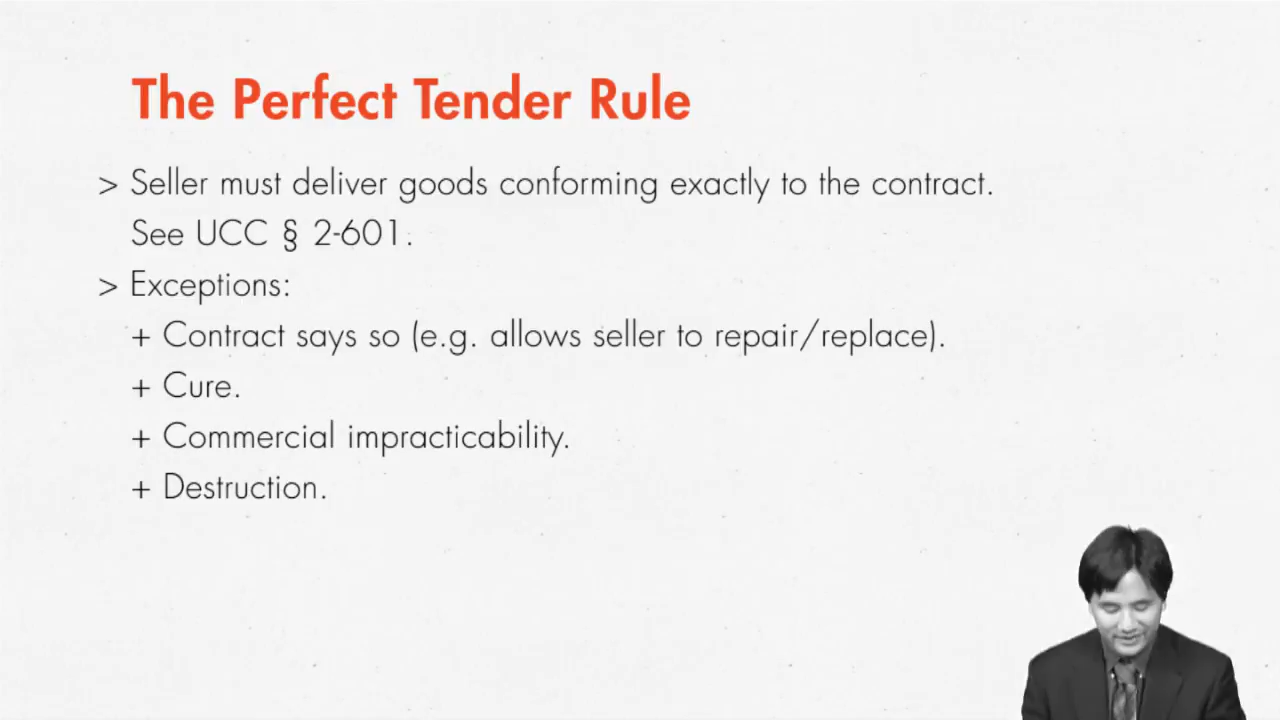 The Perfect Tender Rule
> Seller must deliver goods conforming exactly to the contract.
See UCC § 2-601.
> Exceptions:
+ Contract says so (e.g. allows seller to repair/replace).
+ Cure.
+ Commercial impracticability.
+ Destruction.